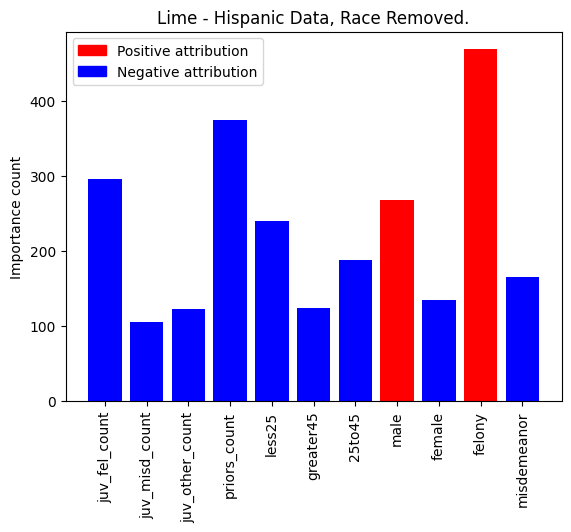 Lime - Hispanic Data, Race Removed.
Positive attribution
Negative attribution
Importance count
400
300
200
100
0
juv_fel_count
juv_misd_count
juv_other_count
priors_count
less25
greater45
25to45
male
female
felony
misdemeanor